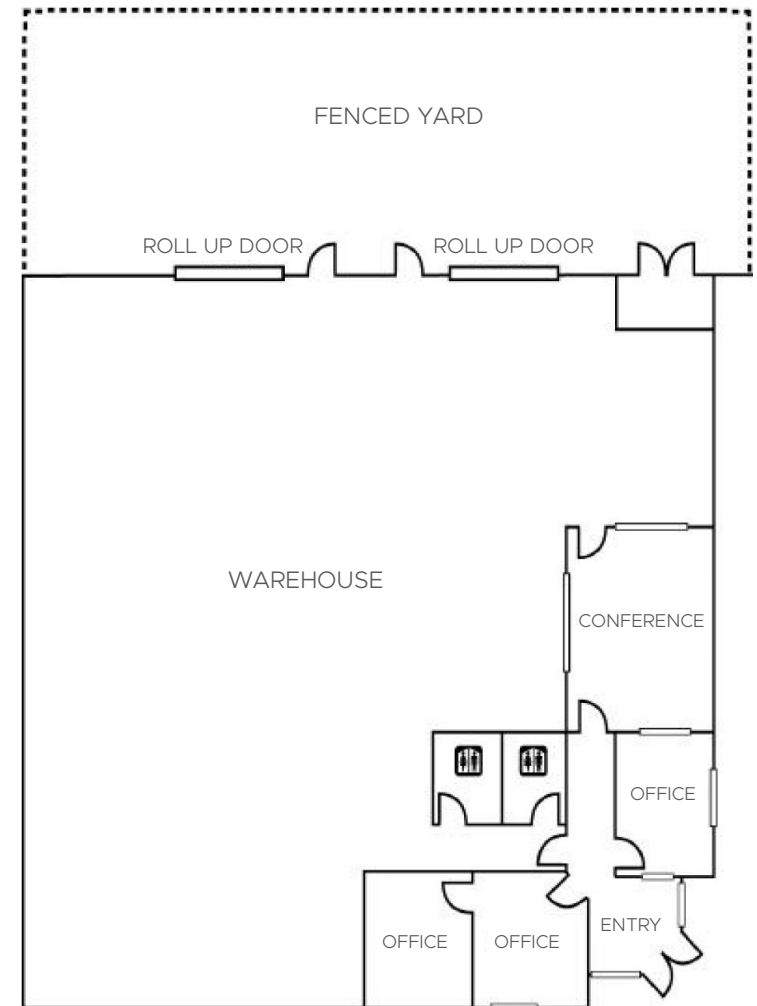 FENCED YARD
ROLL UP DOOR
ROLL UP DOOR
WAREHOUSE
CONFERENCE
OFFICE
ENTRY
OFFICE
OFFICE